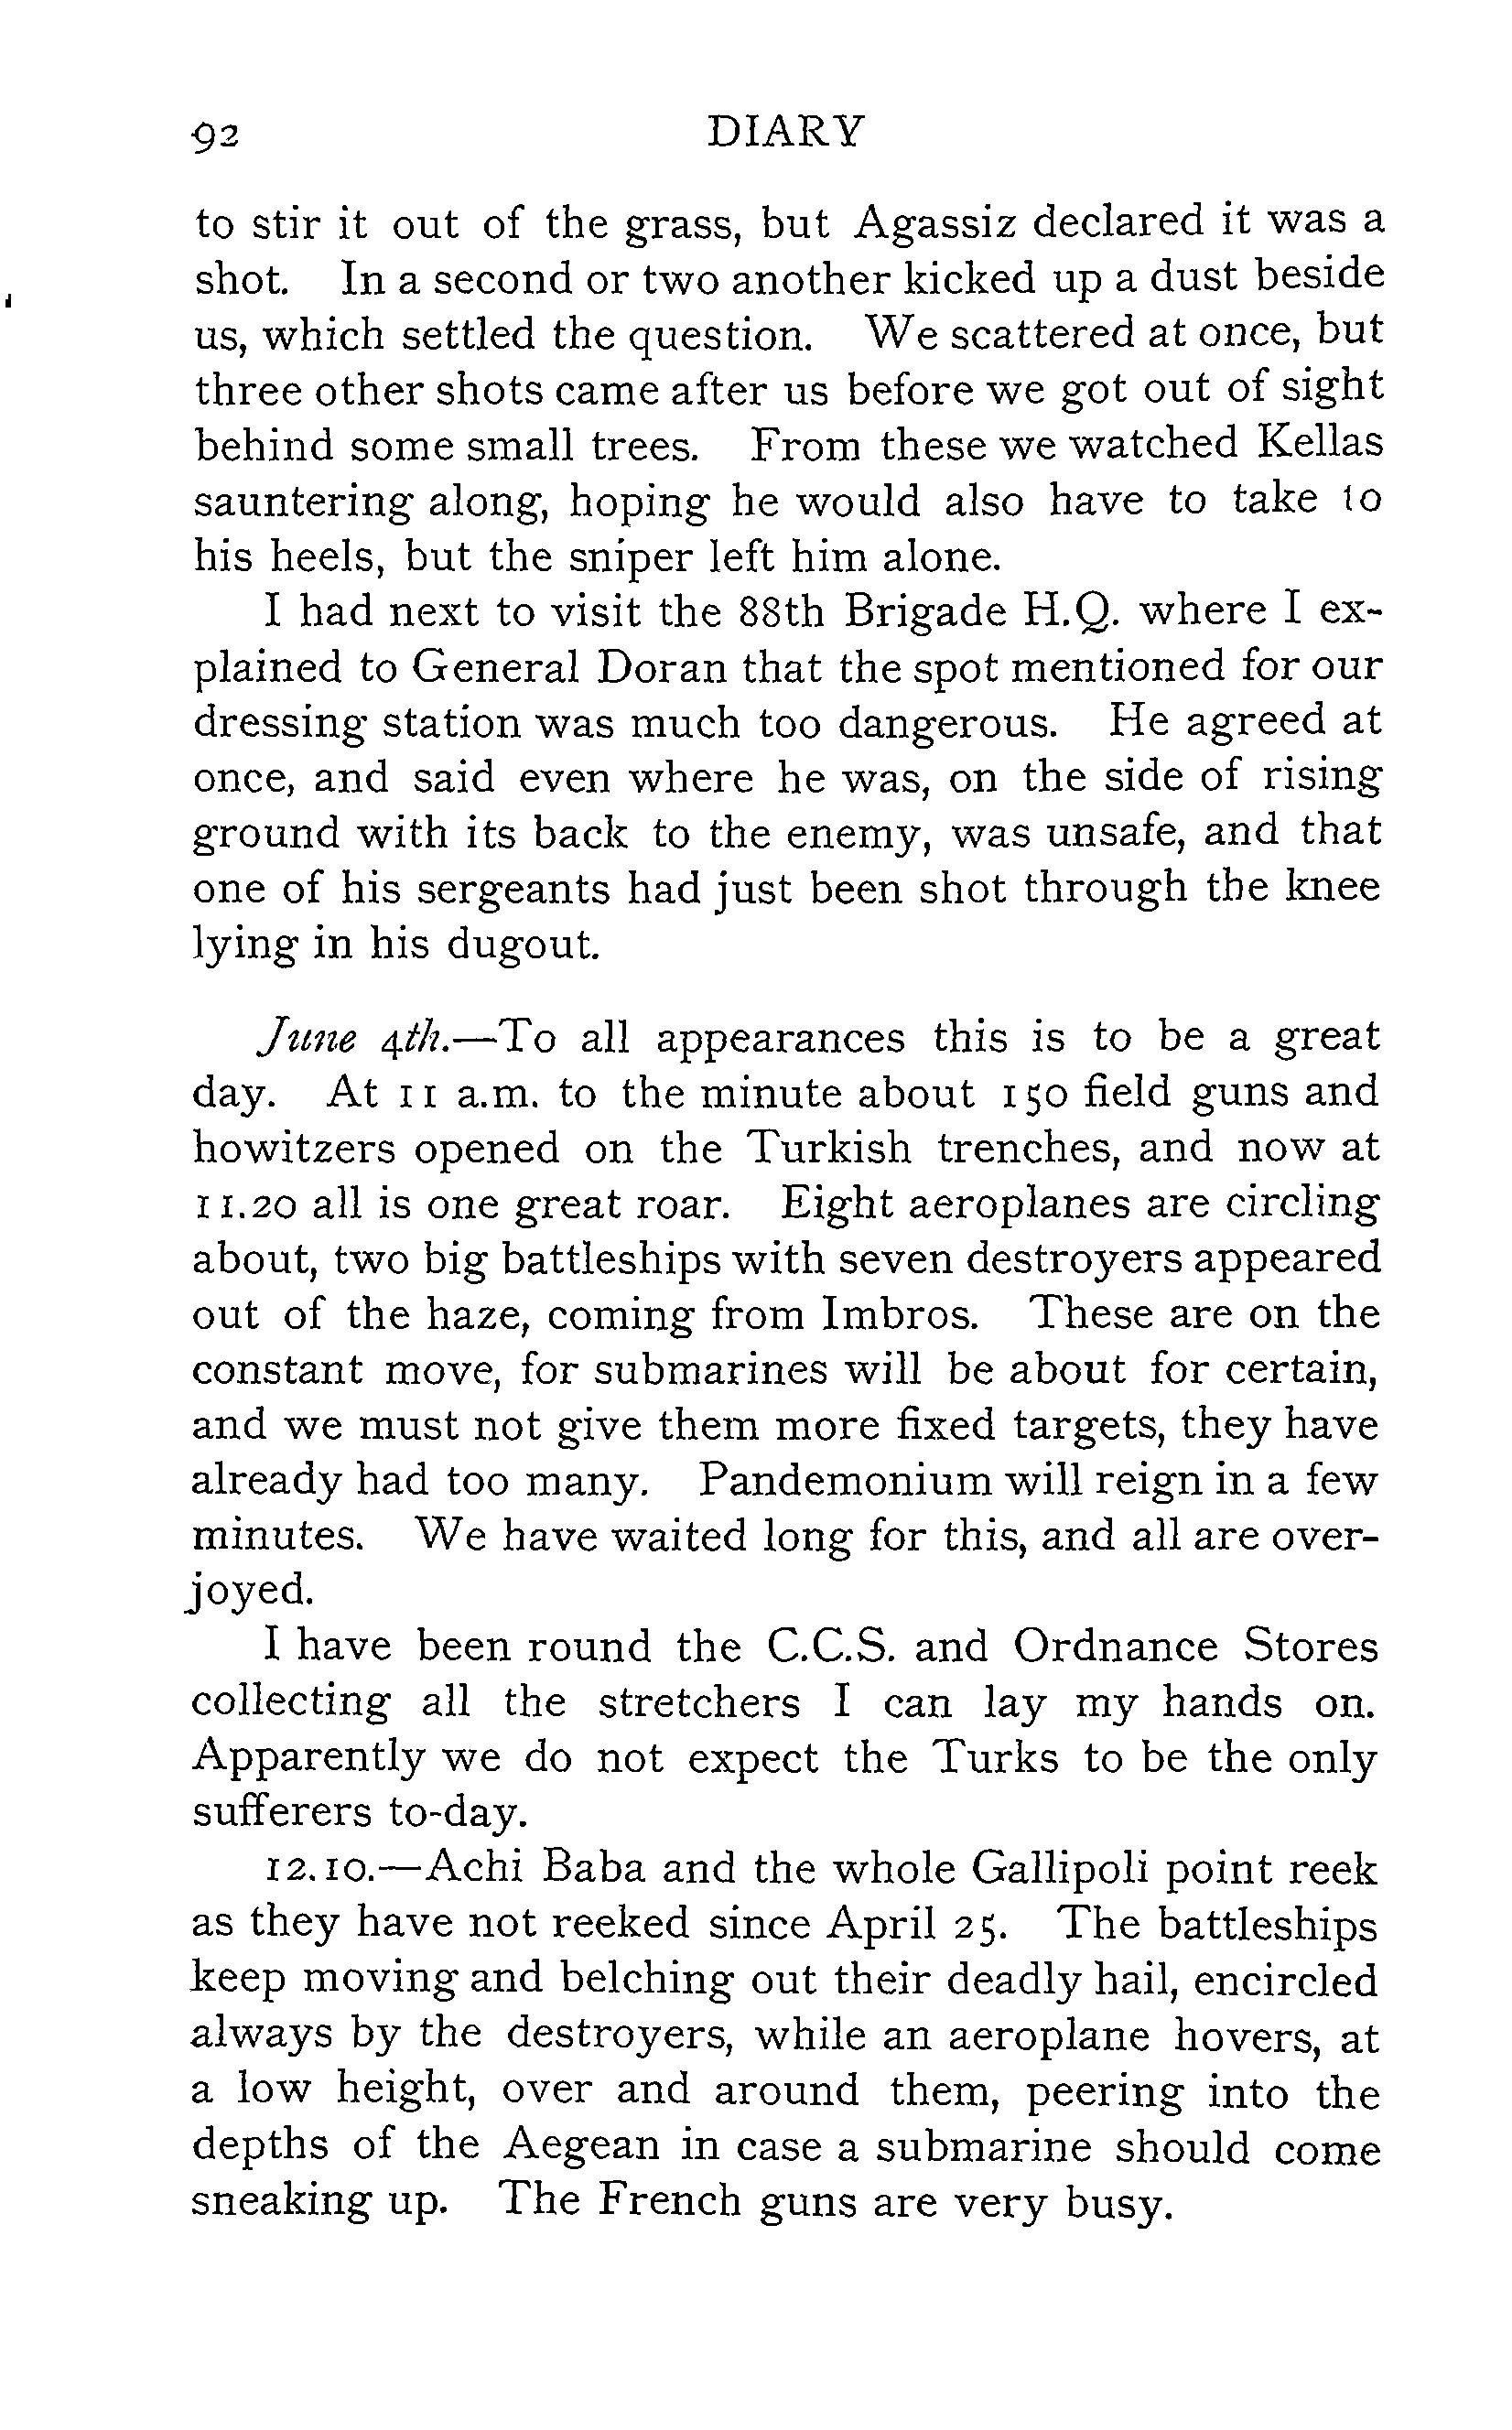 92 DIARY
to stir it out of the grass, but Agassiz declared it was a
shot. In a second or two another kicked up a dust beside
us, which settled the question. We scattered at once, but
three other shots came after us before we got out of sight
behind some small trees. From these we watched Kellas
sauntering along, hoping he would also have to take to
his heels, but the sniper left him alone.
I had next to visit the 88th Brigade H.Q. where I ex-
plained to General Doran that the spot mentioned for our
dressing station was much too dangerous. He agreed at
once, and said even where he was, on the side of rising
ground with its back to the enemy, was unsafe, and that
one of his sergeants had just been shot through the knee
lying in his dugout.
June 4th.—To all appearances this is to be a great
day. At 11 a.m. to the minute about 150 field guns and
howitzers opened on the Turkish trenches, and now at
11.20 all is one great roar. Eight aeroplanes are circling
about, two big battleships with seven destroyers appeared
out of the haze, coming from Imbros. These are on the
constant move, for submarines will be about for certain,
and we must not give them more fixed targets, they have
already had too many. Pandemonium will reign in a few
minutes. We have waited long for this, and all are over-
joyed.
I have been round the C.C.S. and Ordnance Stores
collecting all the stretchers I can lay my hands on.
Apparently we do not expect the Turks to be the only
sufferers to-day.
12.10.—Achi Baba and the whole Gallipoli point reek
as they have not reeked since April 25. The battleships
keep moving and belching out their deadly hail, encircled
always by the destroyers, while an aeroplane hovers, at
a low height, over and around them, peering into the
depths of the Aegean in case a submarine should come
sneaking up. The French guns are very busy.